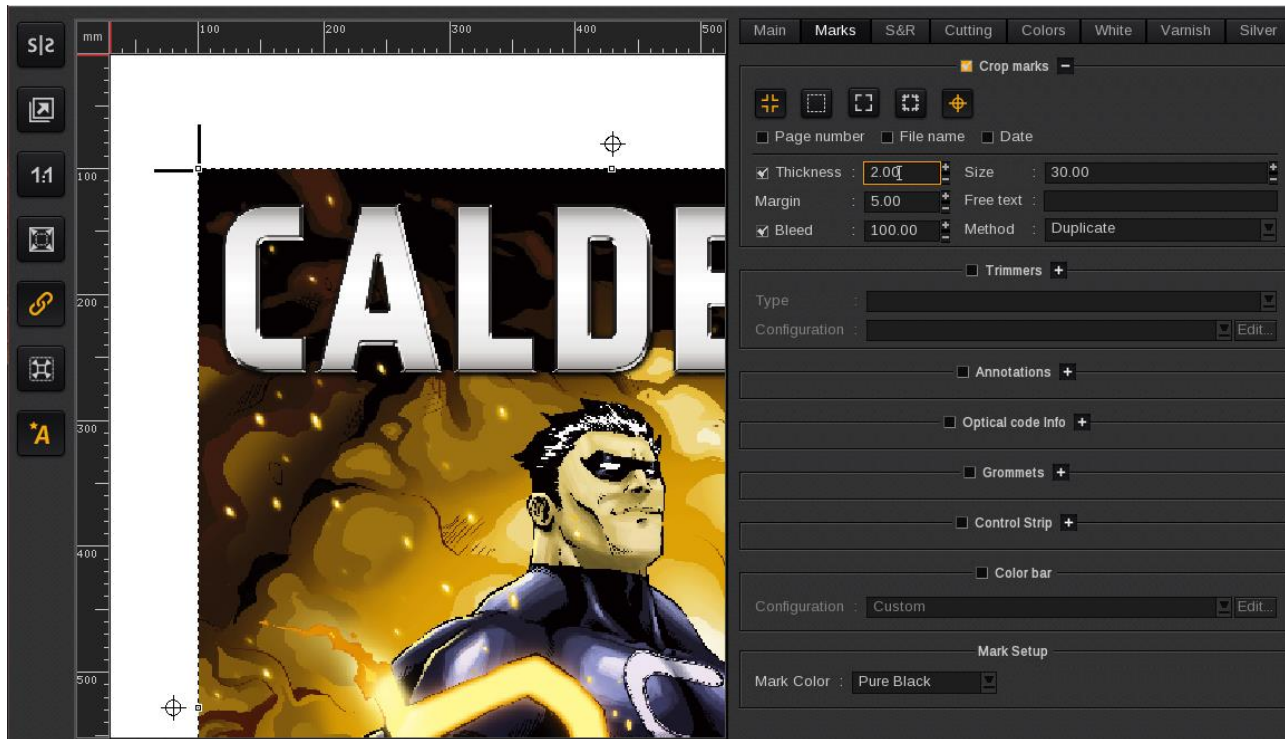 mm
100
200
300
400
500
100
200
300
400
500
1:1
*A
CALDE
Main Marks S&R Cutting Colors White Varnish Silver
Crop marks
Page number File name Date
Thickness : 2.00 Size : 30.00
Margin : 5.00 Free text :
Bleed : 100.00 Method : Duplicate
Trimmers
Type :
Configuration : Edit...
Annotations
Optical code Info
Grommets
Control Strip
Color bar
Configuration : Custom Edit...
Mark Setup
Mark Color : Pure Black